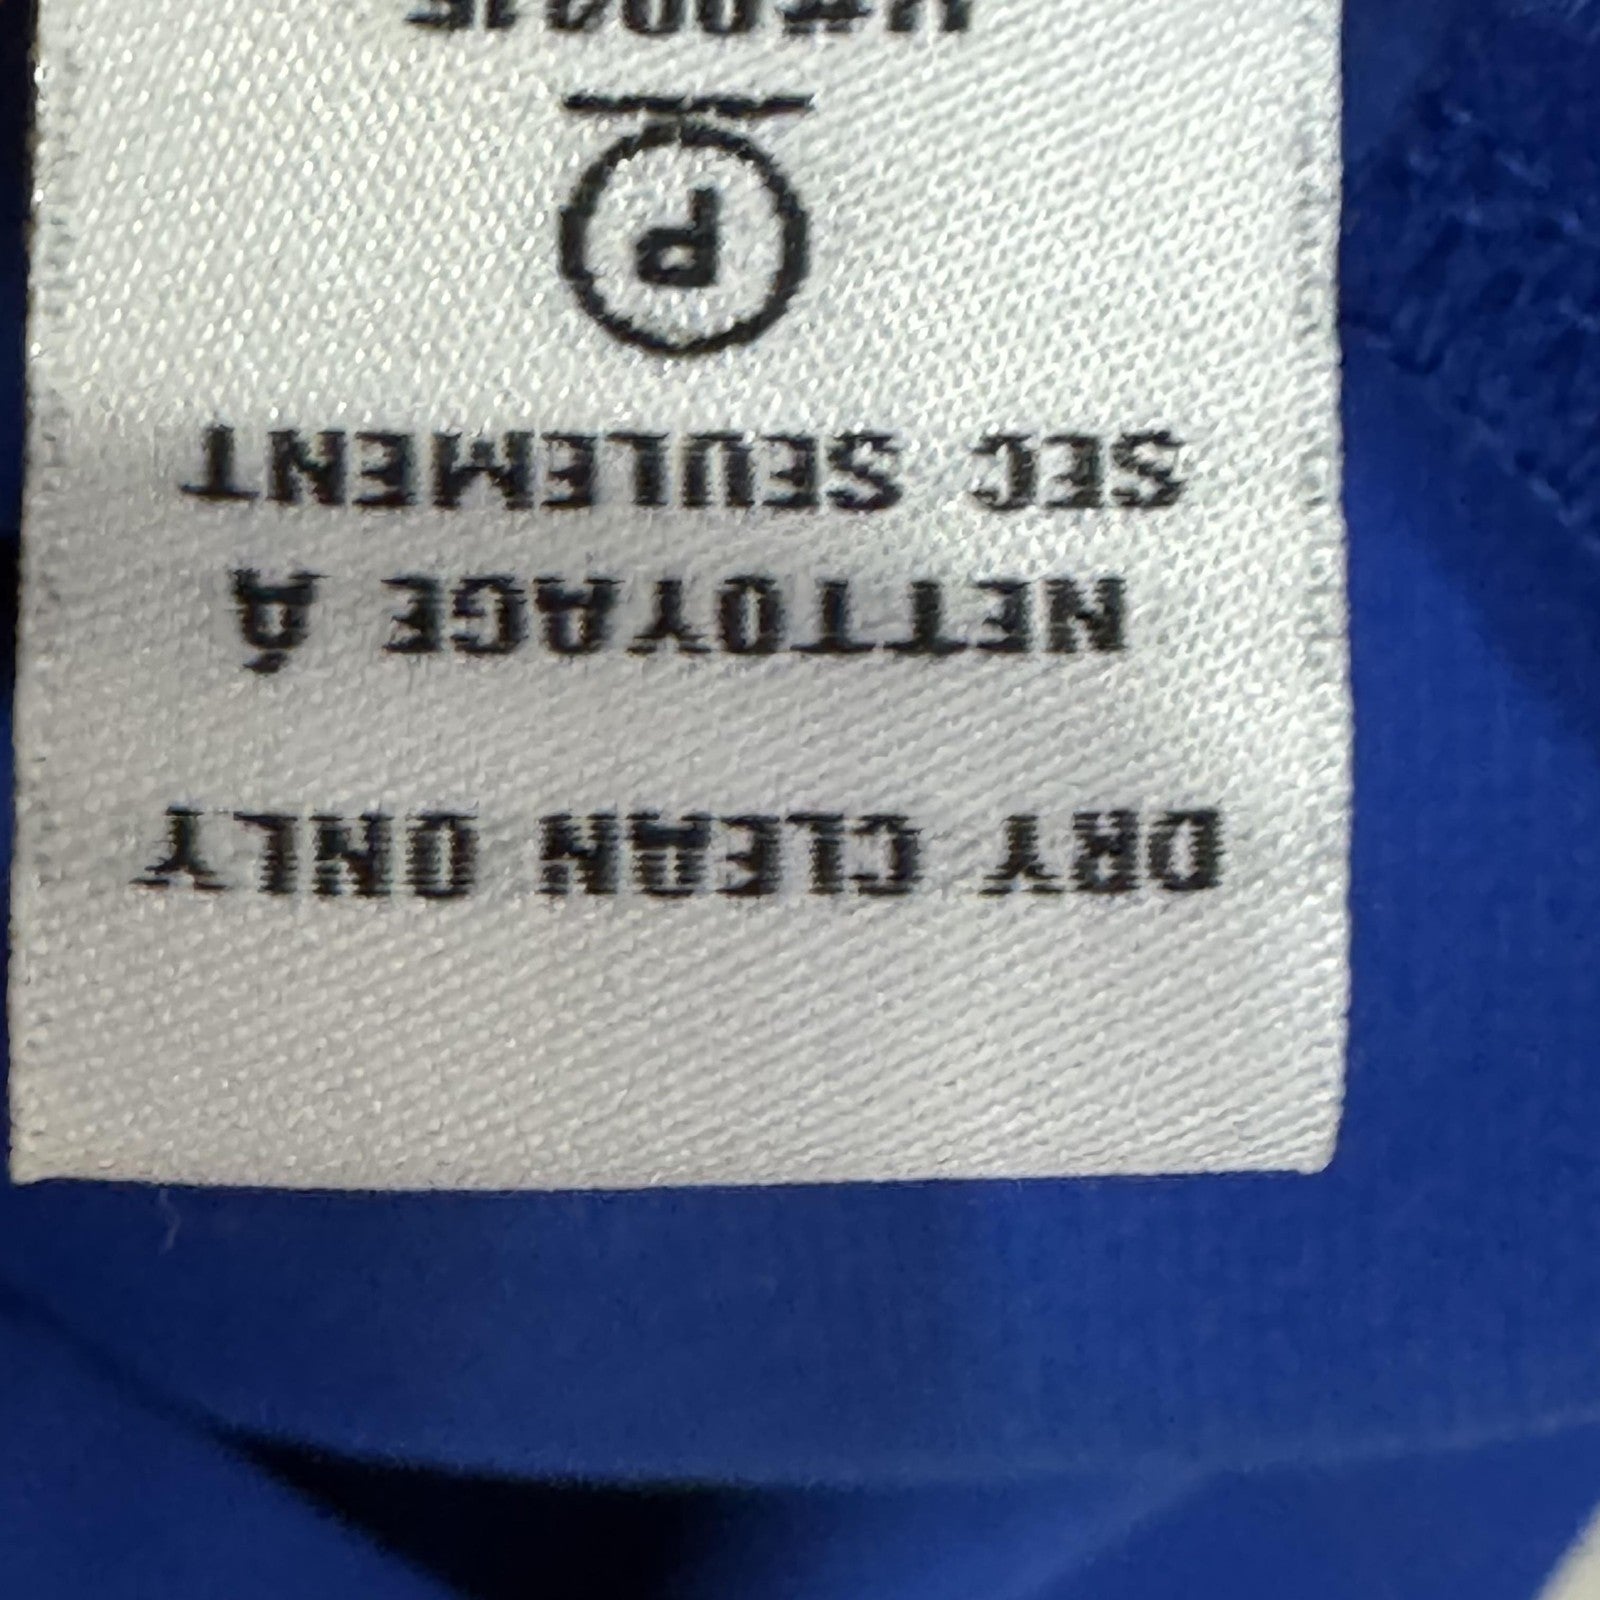 DRY CLEAN ONLY
NETTOYAGE Á
SEC SEULEMENT
P